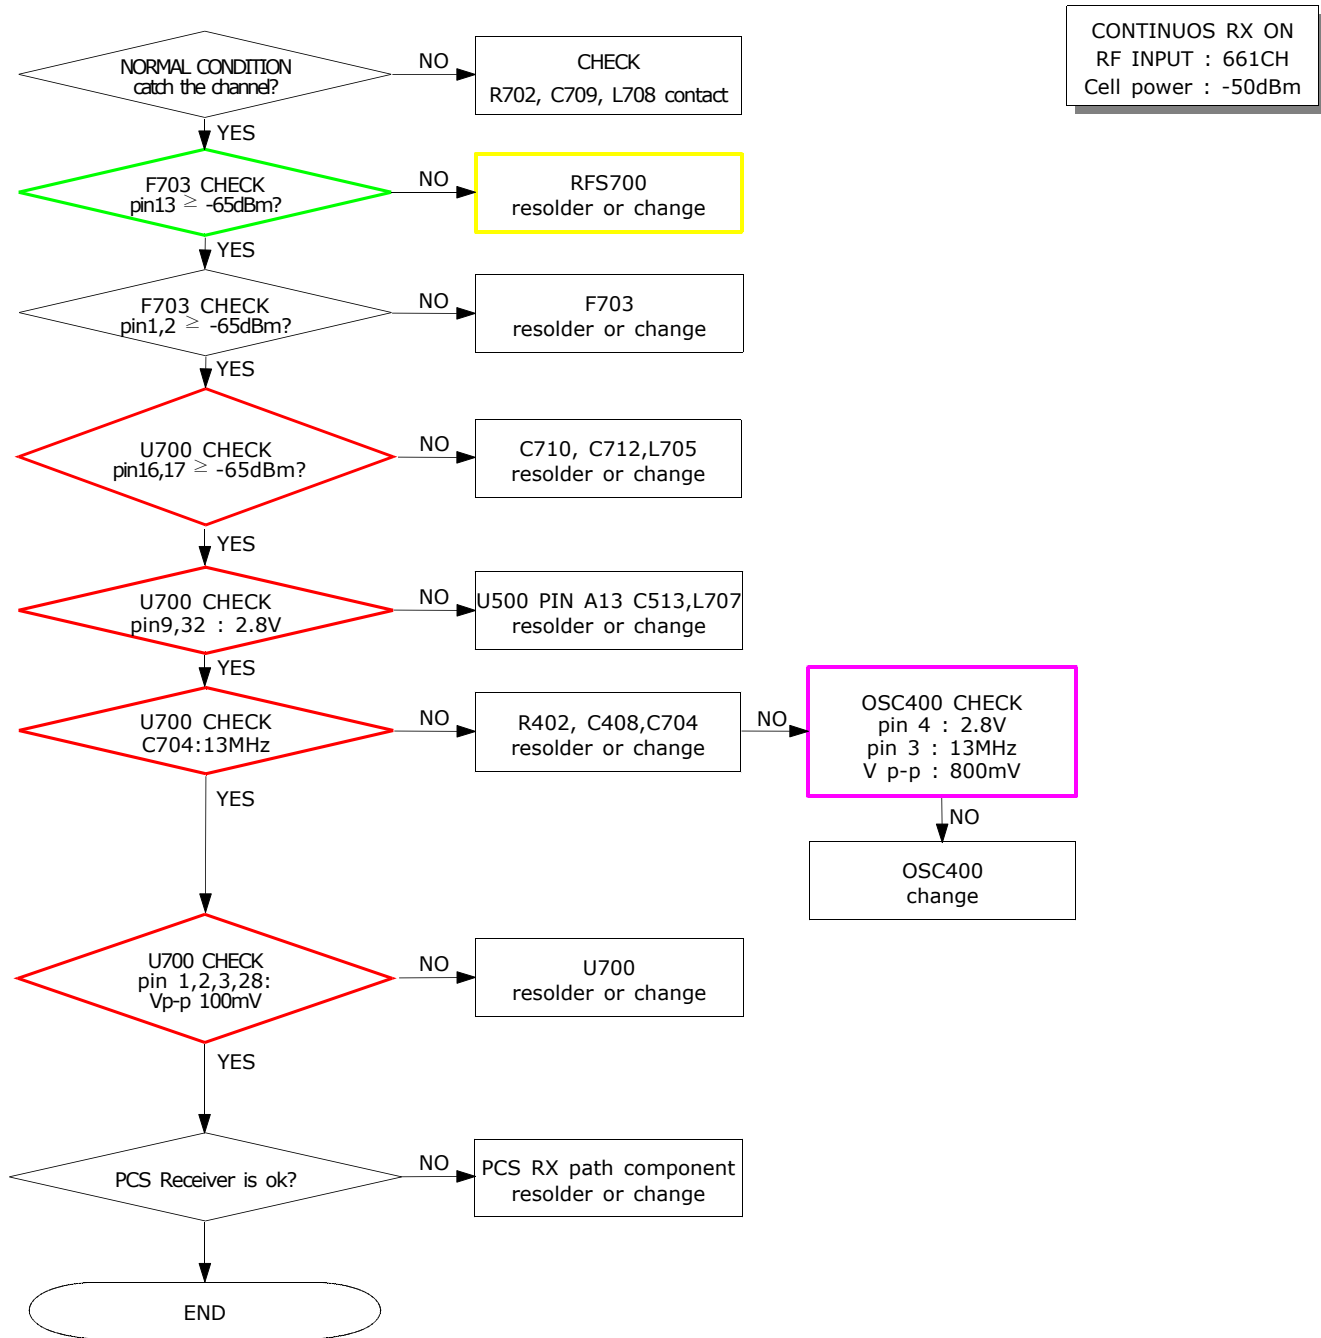 CONTINUOS RX ON
RF INPUT : 661CH
Cell power : -50dBm
NORMAL CONDITION
catch the channel?
NO
CHECK
R702, C709, L708 contact
YES
F703 CHECK
pin13 ≥ -65dBm?
NO
RFS700
resolder or change
YES
F703 CHECK
pin1,2 ≥ -65dBm?
NO
F703
resolder or change
YES
U700 CHECK
pin16,17 ≥ -65dBm?
NO
C710, C712,L705
resolder or change
YES
U700 CHECK
pin9,32 : 2.8V
NO
U500 PIN A13 C513,L707
resolder or change
YES
U700 CHECK
C704:13MHz
NO
R402, C408,C704
resolder or change
NO
OSC400 CHECK
pin 4 : 2.8V
pin 3 : 13MHz
V p-p : 800mV
YES
NO
OSC400
change
U700 CHECK
pin 1,2,3,28:
Vp-p 100mV
NO
U700
resolder or change
YES
PCS Receiver is ok?
NO
PCS RX path component
resolder or change
END